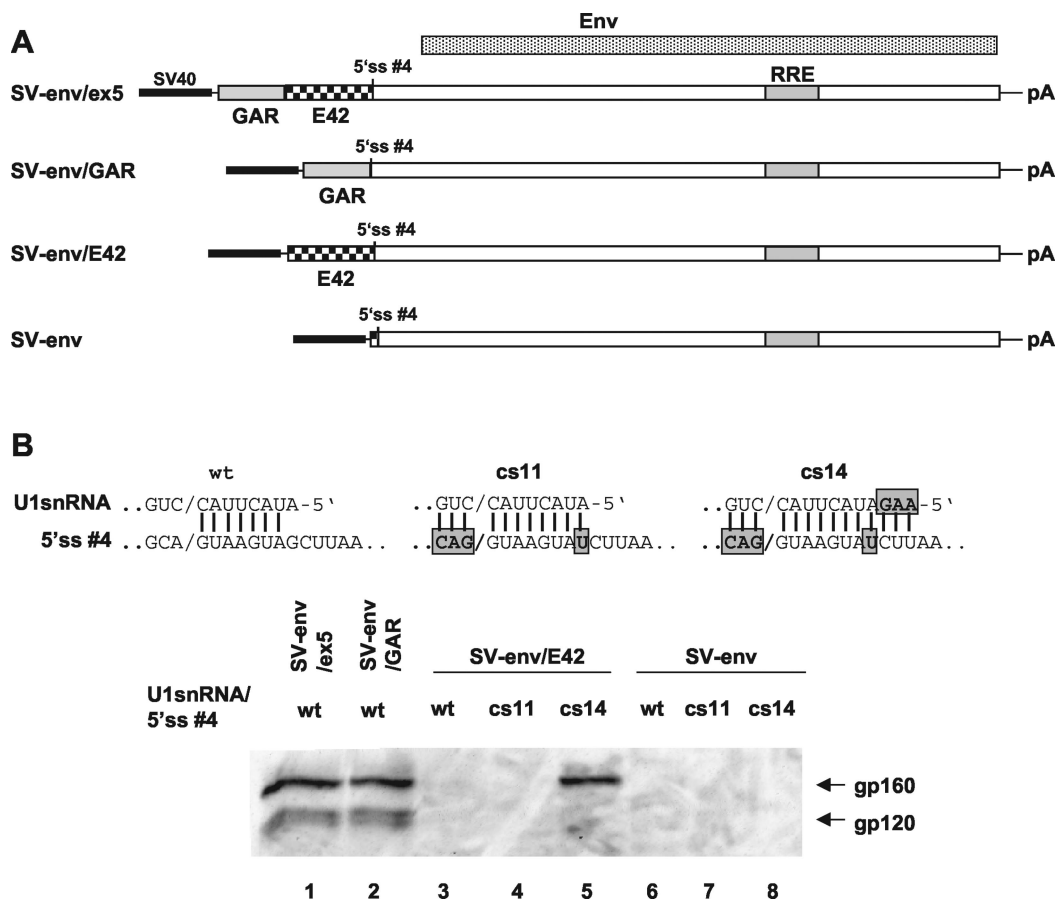 A
Env
SV40
5'ss #4
RRE
SV-env/ex5
pA
GAR
E42
5'ss #4
SV-env/GAR
pA
GAR
5'ss #4
SV-env/E42
pA
E42
5'ss #4
SV-env
pA
B
wt
cs11
cs14
U1snRNA
..GUC/CAUUCAUA-5'
..GUC/CAUUCAUA-5'
..GUC/CAUUCAUAGAA-5'
5'ss #4
..GCA/GUAAGUAGCUUAA..
..CAG/GUAAGUAUCUUAA..
..CAG/GUAAGUAUCUUAA..
SV-env
/ex5
SV-env
/GAR
SV-env/E42
SV-env
U1snRNA/
5'ss #4
wt
wt
wt
cs11
cs14
wt
cs11
cs14
gp160
gp120
1 2 3 4 5 6 7 8